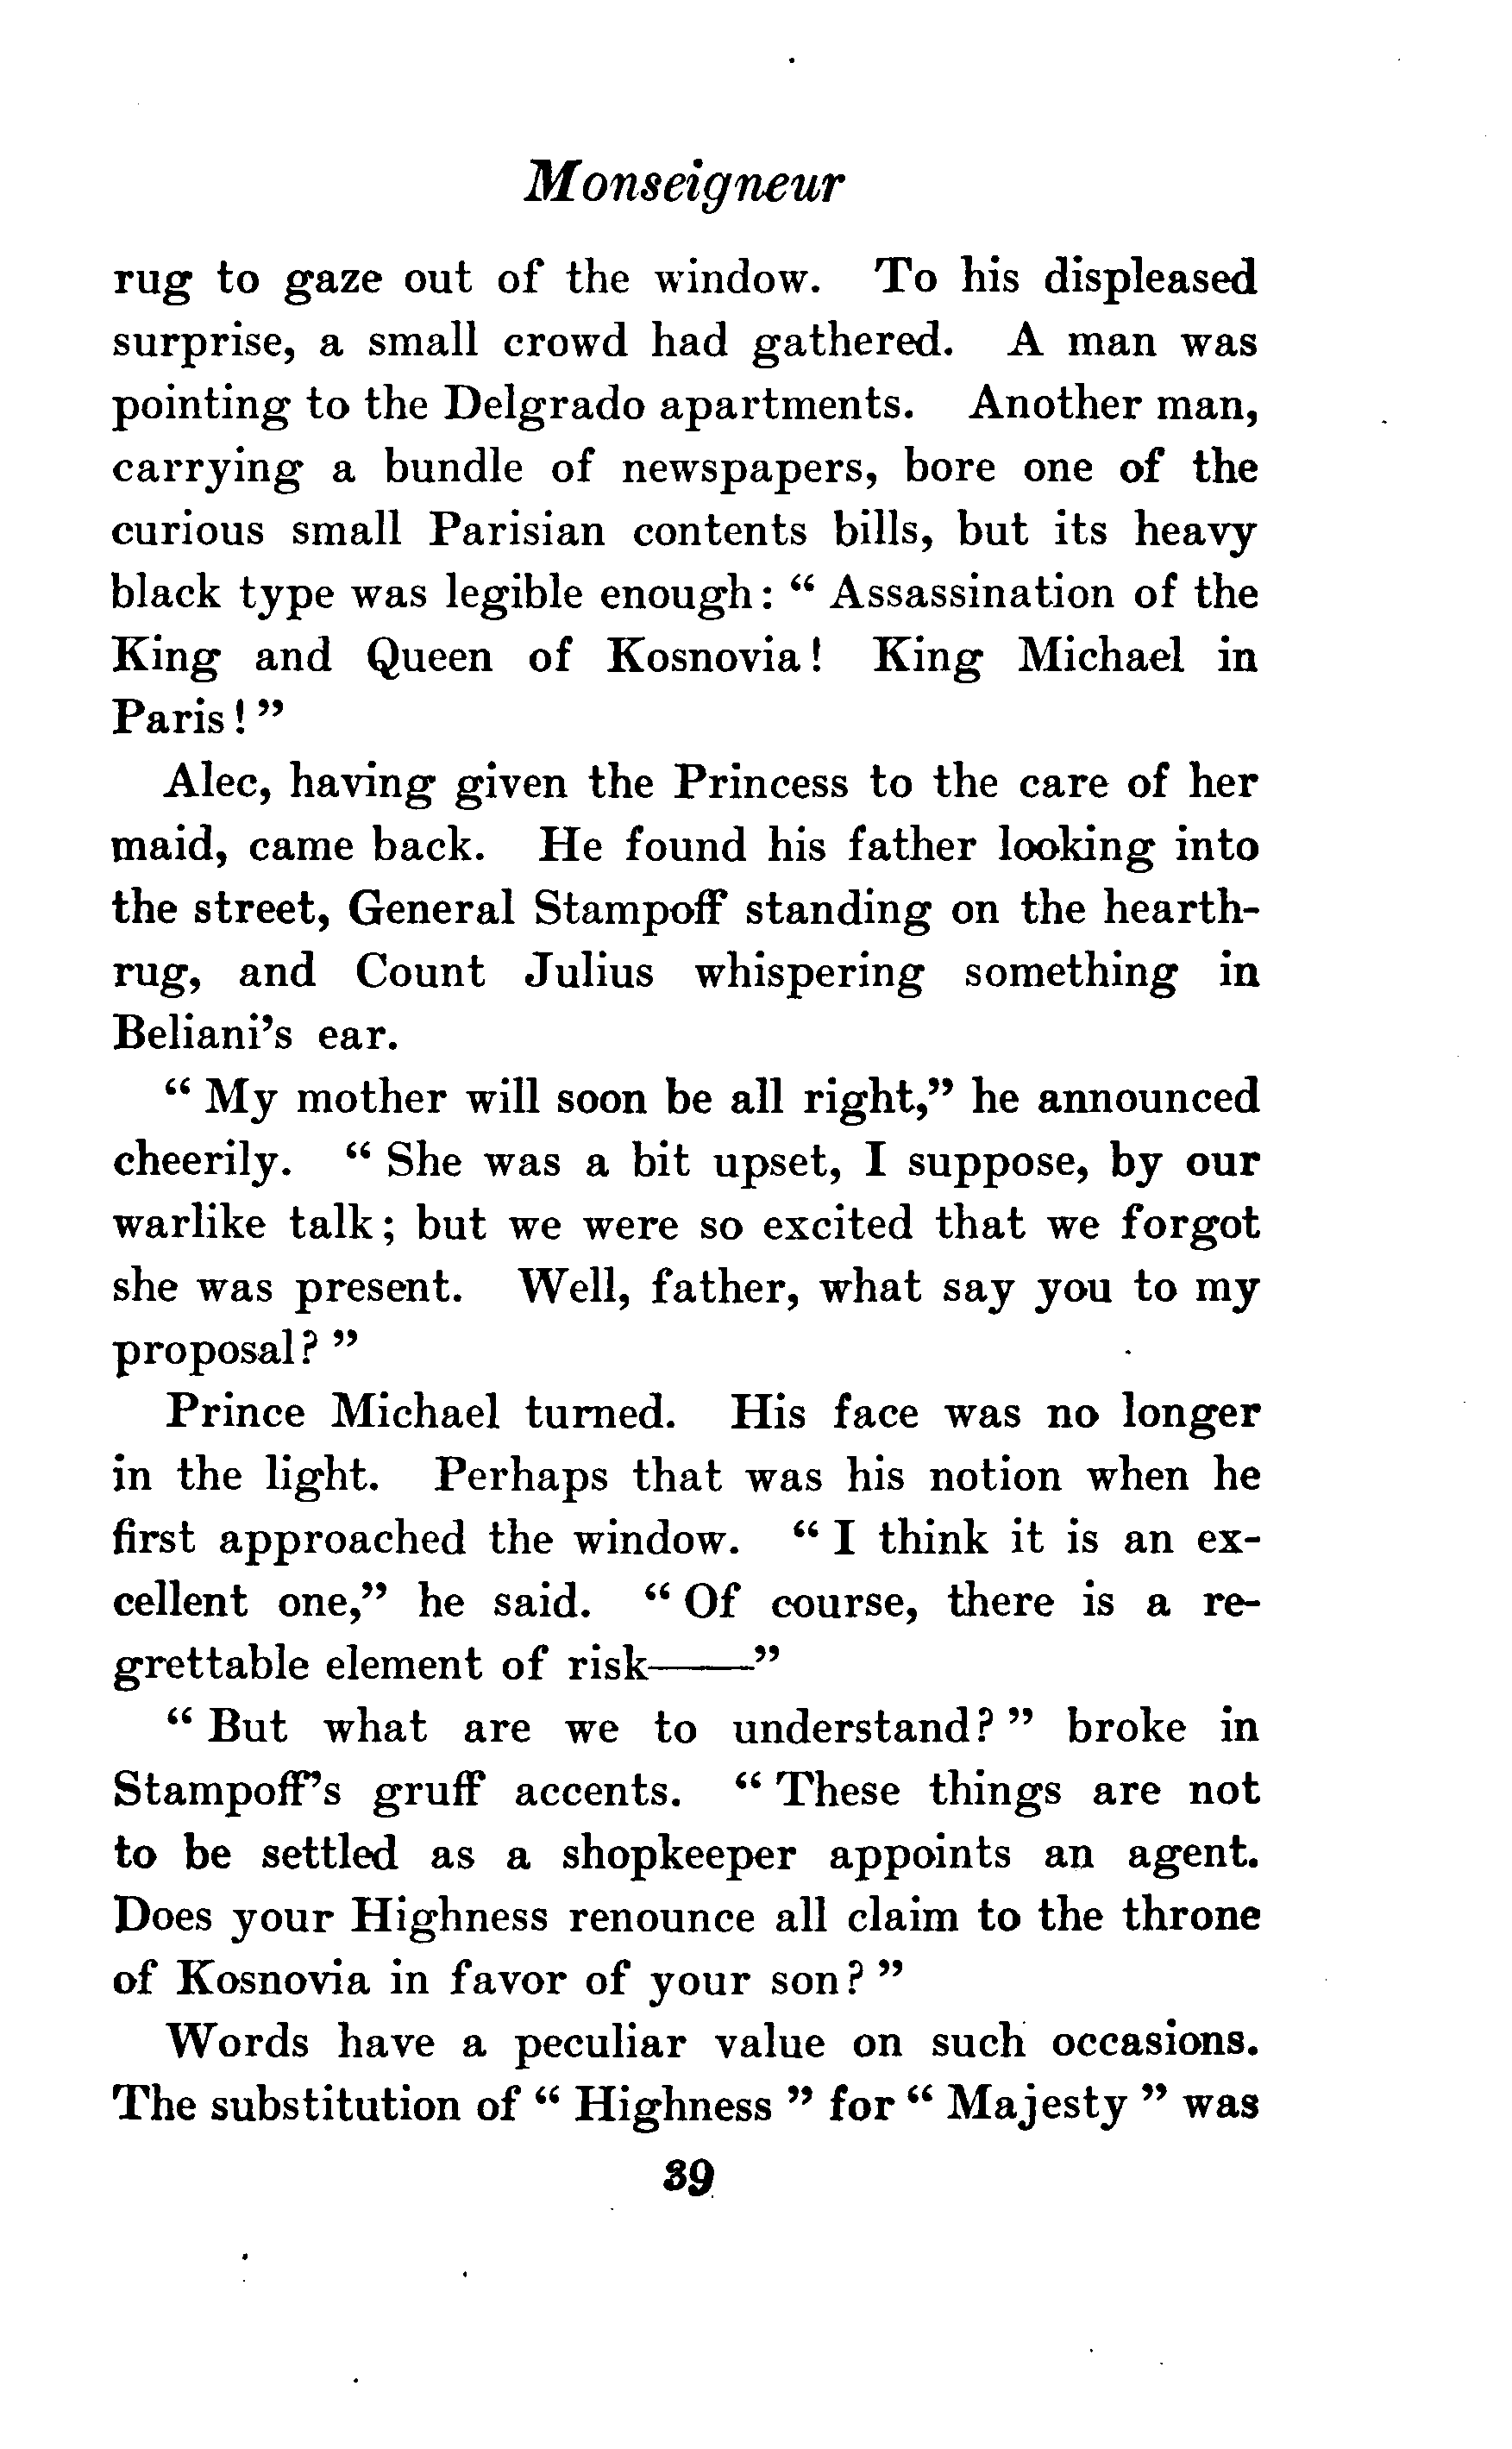 Monseigneur
rug to gaze out of the window. To his displeased
surprise, a small crowd had gathered. A man was
pointing to the Delgrado apartments. Another man,
carrying a bundle of newspapers, bore one of the
curious small Parisian contents bills, but its heavy
black type was legible enough: “ Assassination of the
King and Queen of Kosnovia! King Michael in
Paris! ”
Alec, having given the Princess to the care of her
maid, came back. He found his father looking into
the street, General Stampoff standing on the hearth-
rug, and Count Julius whispering something in
Beliani’s ear.
“ My mother will soon be all right,” he announced
cheerily. “ She was a bit upset, I suppose, by our
warlike talk; but we were so excited that we forgot
she was present. Well, father, what say you to my
proposal? ”
Prince Michael turned. His face was no longer
in the light. Perhaps that was his notion when he
first approached the window. “ I think it is an ex-
cellent one,” he said. “ Of course, there is a re-
grettable element of risk——”
“ But what are we to understand? ” broke in
Stampoff’s gruff accents. “ These things are not
to be settled as a shopkeeper appoints an agent.
Does your Highness renounce all claim to the throne
of Kosnovia in favor of your son? ”
Words have a peculiar value on such occasions.
The substitution of “ Highness ” for “ Majesty ” was
39